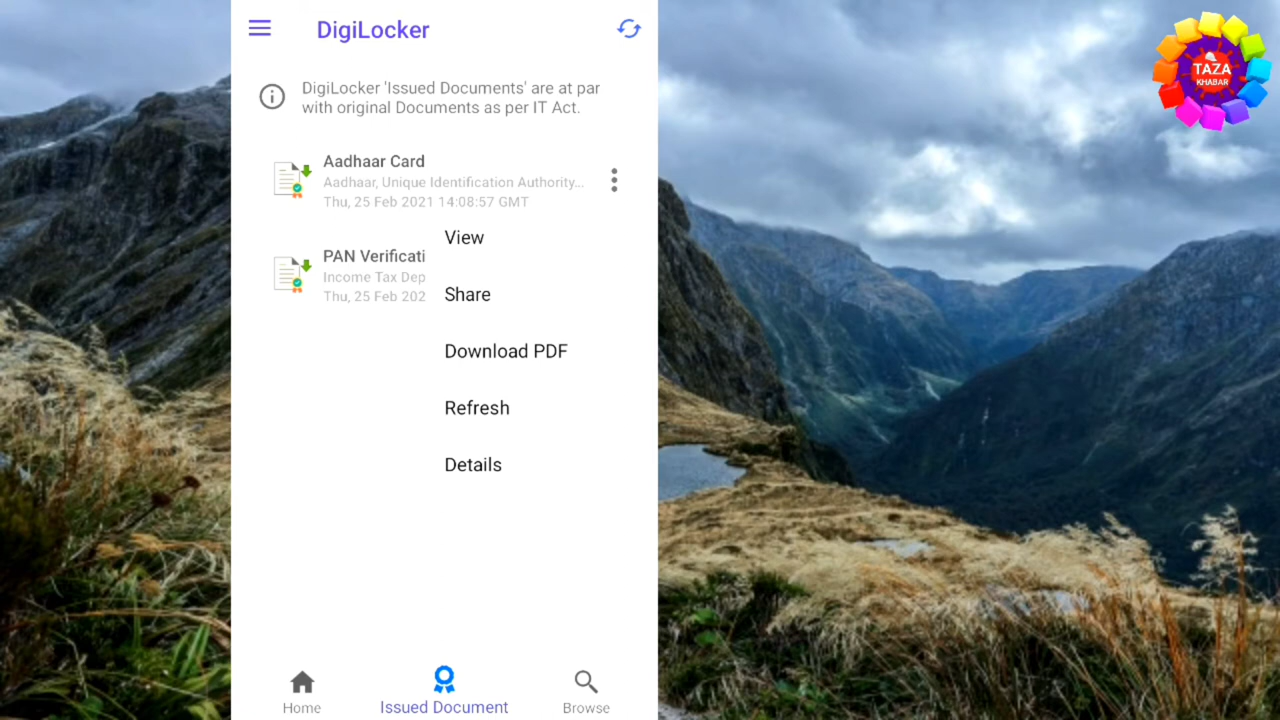 DigiLocker
DigiLocker 'Issued Documents' are at par
with original Documents as per IT Act.
Aadhaar Card
Aadhaar, Unique Identification Authority...
Thu, 25 Feb 2021 14:08:57 GMT
PAN Verificati
Income Tax Dep
Thu, 25 Feb 202
View
Share
Download PDF
Refresh
Details
Home
Issued Document
Browse
TAZA
KHABAR